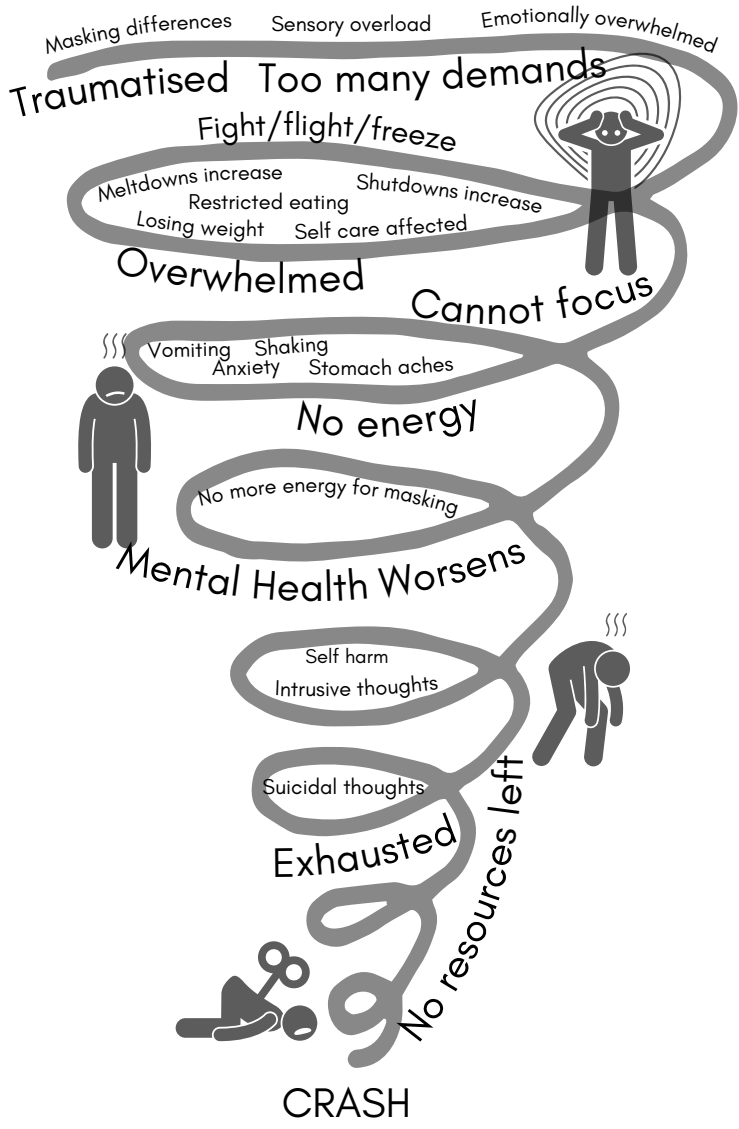 Masking differences
Sensory overload
Emotionally overwhelmed
Traumatised
Too many demands
Fight/flight/freeze
Meltdowns increase
Shutdowns increase
Restricted eating
Losing weight
Self care affected
Overwhelmed
Cannot focus
Vomiting
Shaking
Anxiety
Stomach aches
No energy
No more energy for masking
Mental Health Worsens
Self harm
Intrusive thoughts
Suicidal thoughts
Exhausted
No resources left
CRASH